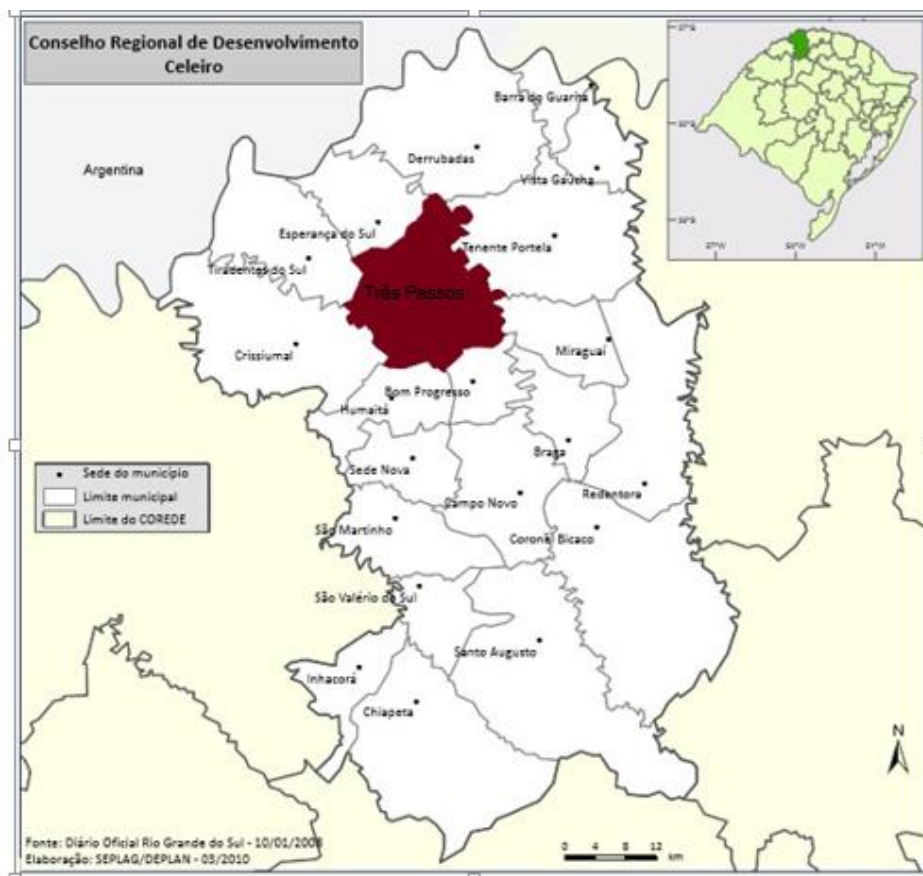 Conselho Regional de Desenvolvimento
Celeiro
Argentina
Barra do Guarita
Derrubadas
Vista Gaúcha
Esperança do Sul
Tenente Portela
Tiradentes do Sul
Três Passos
Crissiumal
Miraguaí
Bom Progresso
Humaitá
Braga
Sede Nova
Redentora
Campo Novo
São Martinho
Coronel Bicaco
São Valério do Sul
Santo Augusto
Inhacorá
Chiapeta
Sede do município
Limite municipal
Limite do COREDE
N
Fonte: Diário Oficial Rio Grande do Sul - 10/01/2008
Elaboração: SEPLAG/DEPLAN - 03/2010
0 4 8 12
km